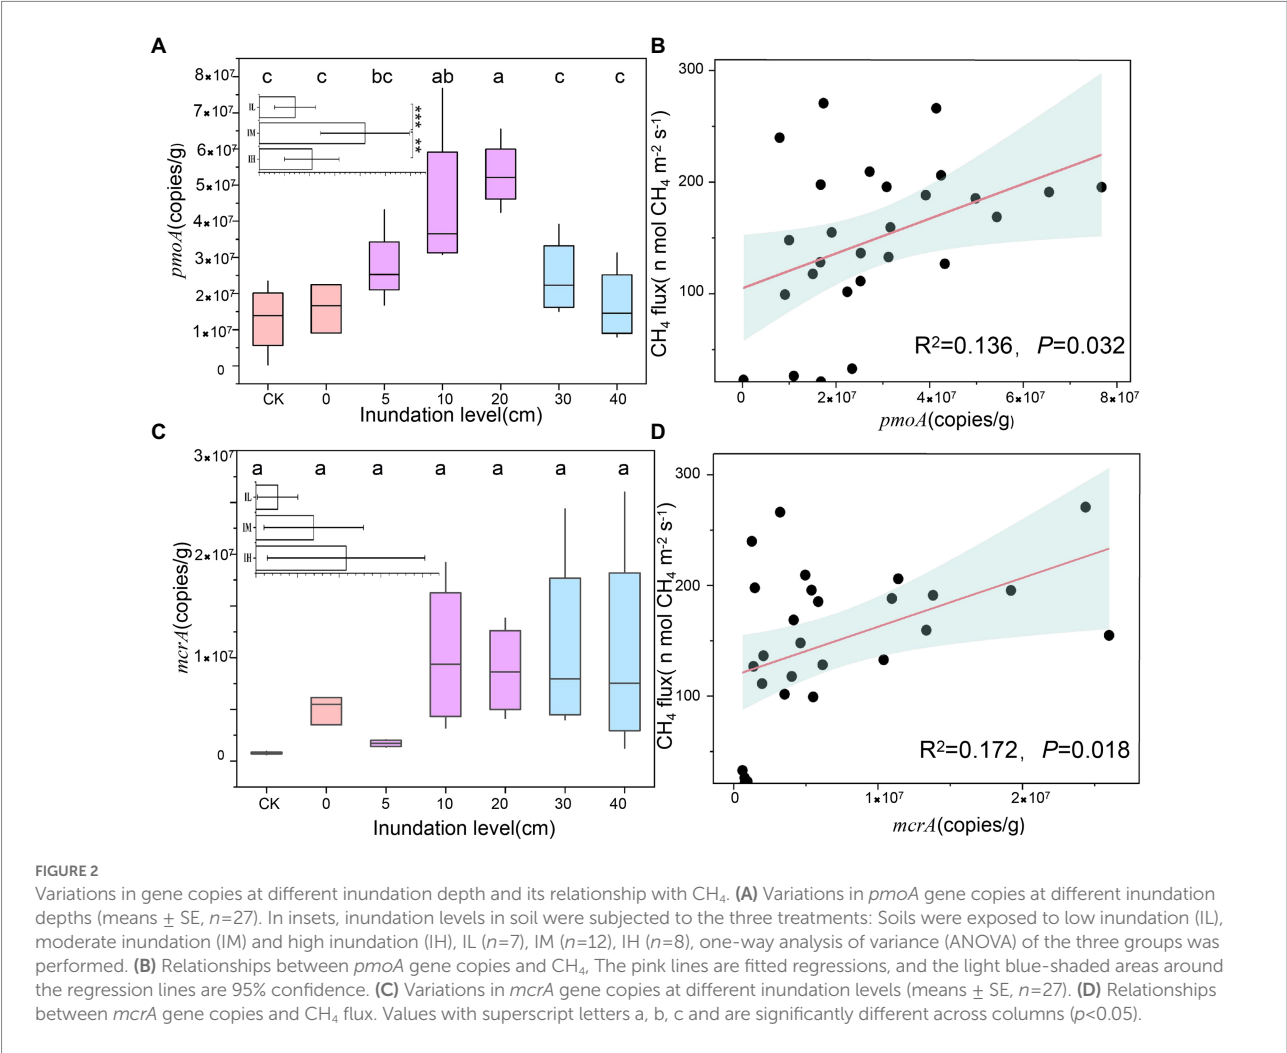 A
pmoA(copies/g)
8×10⁷
7×10⁷
6×10⁷
5×10⁷
4×10⁷
3×10⁷
2×10⁷
1×10⁷
0
c c bc ab a c c
IL
IM
IH
*** **
CK 0 5 10 20 30 40
Inundation level(cm)
B
CH₄ flux( n mol CH₄ m⁻² s⁻¹)
300
200
100
R²=0.136, P=0.032
0 2×10⁷ 4×10⁷ 6×10⁷ 8×10⁷
pmoA(copies/g)
C
mcrA(copies/g)
3×10⁷
2×10⁷
1×10⁷
0
a a a a a a a
IL
IM
IH
CK 0 5 10 20 30 40
Inundation level(cm)
D
CH₄ flux( n mol CH₄ m⁻² s⁻¹)
300
200
100
R²=0.172, P=0.018
0 1×10⁷ 2×10⁷
mcrA(copies/g)
FIGURE 2
Variations in gene copies at different inundation depth and its relationship with CH₄. (A) Variations in pmoA gene copies at different inundation
depths (means ± SE, n=27). In insets, inundation levels in soil were subjected to the three treatments: Soils were exposed to low inundation (IL),
moderate inundation (IM) and high inundation (IH), IL (n=7), IM (n=12), IH (n=8), one-way analysis of variance (ANOVA) of the three groups was
performed. (B) Relationships between pmoA gene copies and CH₄, The pink lines are fitted regressions, and the light blue-shaded areas around
the regression lines are 95% confidence. (C) Variations in mcrA gene copies at different inundation levels (means ± SE, n=27). (D) Relationships
between mcrA gene copies and CH₄ flux. Values with superscript letters a, b, c and are significantly different across columns (p<0.05).